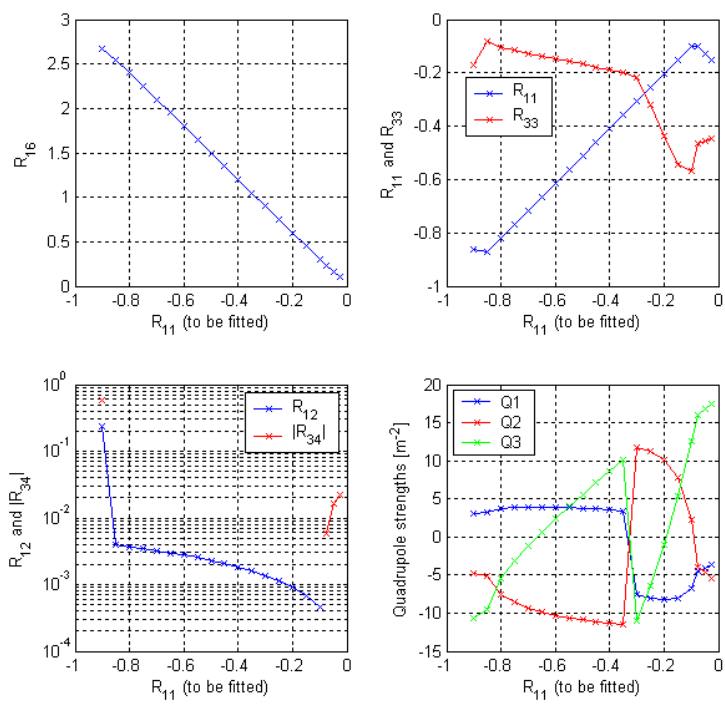 3
2.5
2
1.5
1
0.5
0
R16
-1 -0.8 -0.6 -0.4 -0.2 0
R11 (to be fitted)
0
-0.2
-0.4
-0.6
-0.8
-1
R11 and R33
R11
R33
-1 -0.8 -0.6 -0.4 -0.2 -0
R11 (to be fitted)
10^0
10^-1
10^-2
10^-3
10^-4
R12 and |R34|
R12
|R34|
-1 -0.8 -0.6 -0.4 -0.2 0
R11 (to be fitted)
20
15
10
5
0
-5
-10
-15
Quadrupole strengths [m^-2]
Q1
Q2
Q3
-1 -0.8 -0.6 -0.4 -0.2 -0
R11 (to be fitted)